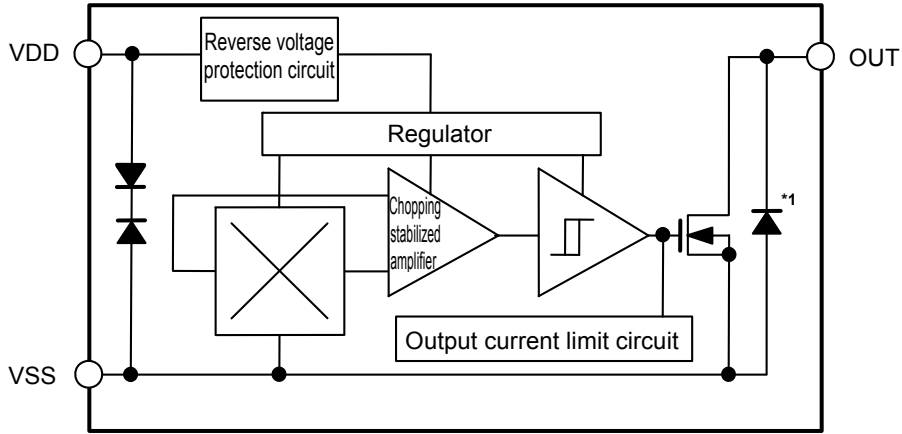 VDD
Reverse voltage
protection circuit
OUT
Regulator
Chopping
stabilized
amplifier
*1
Output current limit circuit
VSS